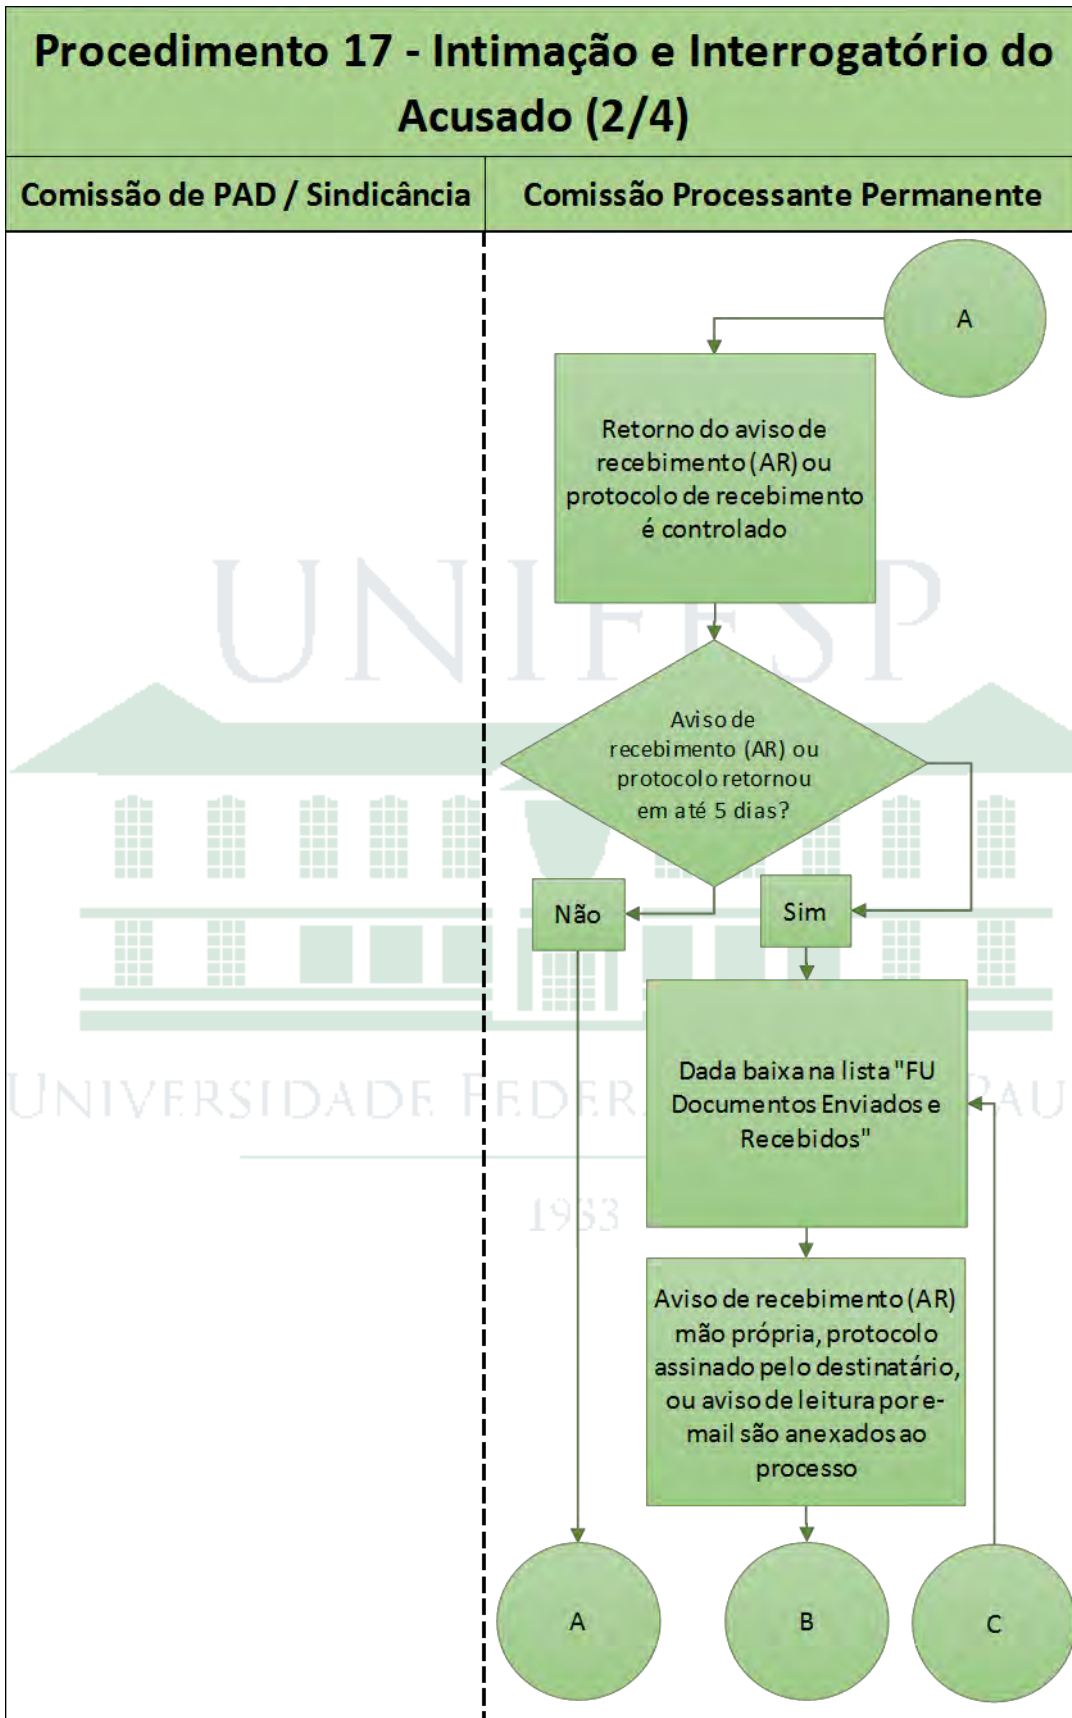 Procedimento 17 - Intimação e Interrogatório do
Acusado (2/4)
Comissão de PAD / Sindicância
Comissão Processante Permanente
A
Retorno do aviso de
recebimento (AR) ou
protocolo de recebimento
é controlado
UNIFESP
Aviso de
recebimento (AR) ou
protocolo retornou
em até 5 dias?
Não
Sim
Dada baixa na lista "FU
Documentos Enviados e
Recebidos"
UNIVERSIDADE FEDER
PAU
1933
Aviso de recebimento (AR)
mão própria, protocolo
assinado pelo destinatário,
ou aviso de leitura por e-
mail são anexados ao
processo
A
B
C